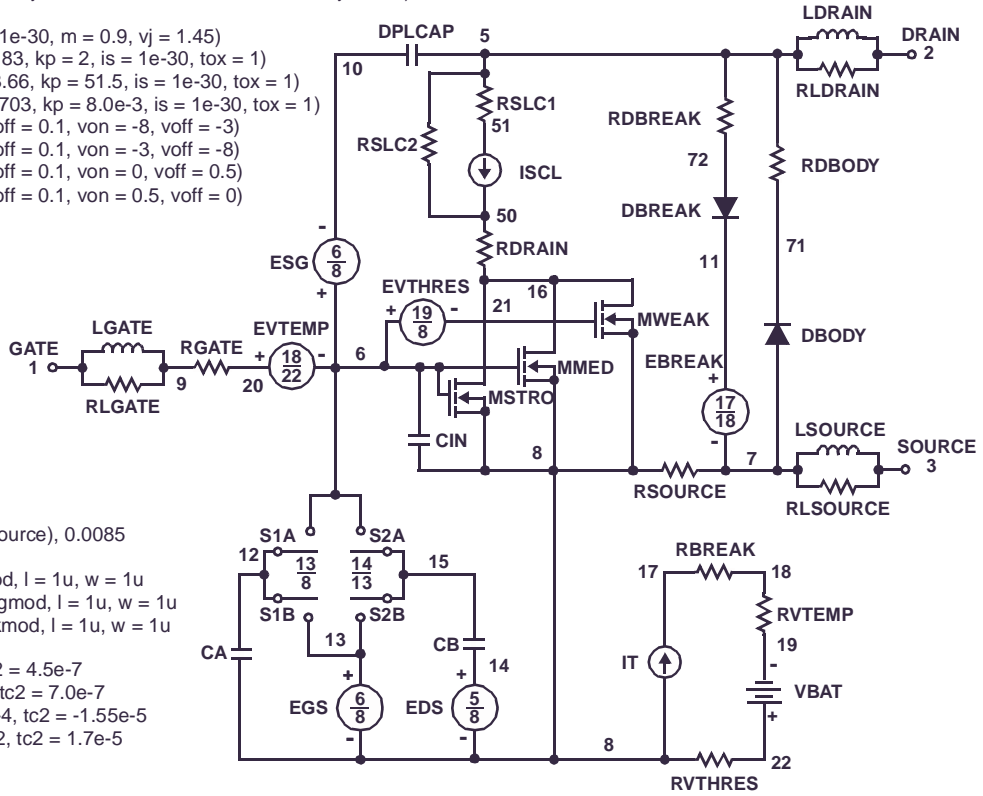 1e-30, m = 0.9, vj = 1.45)
83, kp = 2, is = 1e-30, tox = 1)
.66, kp = 51.5, is = 1e-30, tox = 1)
703, kp = 8.0e-3, is = 1e-30, tox = 1)
off = 0.1, von = -8, voff = -3)
off = 0.1, von = -3, voff = -8)
off = 0.1, von = 0, voff = 0.5)
off = 0.1, von = 0.5, voff = 0)
LDRAIN
DPLCAP
5
DRAIN
2
10
RLDRAIN
RSLC1
51
RDBREAK
RSLC2
72
RDBODY
ISCL
50
DBREAK
-
ESG
6
8
+
RDRAIN
71
11
EVTHRES
+
19
8
-
16
21
MWEAK
LGATE
EVTEMP
GATE
1
RGATE
+
18
22
-
6
9
20
RLGATE
MMED
DBODY
EBREAK
+
17
18
-
MSTRO
CIN
8
LSOURCE
SOURCE
3
7
RSOURCE
RLSOURCE
ource), 0.0085
od, l = 1u, w = 1u
gmod, l = 1u, w = 1u
kmod, l = 1u, w = 1u
2 = 4.5e-7
tc2 = 7.0e-7
-4, tc2 = -1.55e-5
2, tc2 = 1.7e-5
S1A
S2A
12
13
8
14
13
15
S1B
S2B
13
CA
CB
14
+
EGS
6
8
-
+
EDS
5
8
-
RBREAK
17
18
RVTEMP
19
IT
-
VBAT
+
8
22
RVTHRES